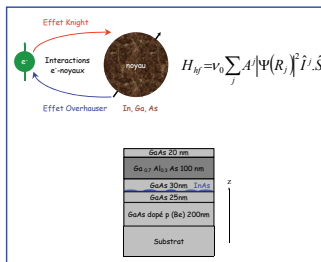 Effet Knight
e-
Interactions
e-noyaux
noyau
Effet Overhauser
In, Ga, As
H_hf = ν₀ ∑_j A^j |Ψ(R_j)|² Î^j.Ŝ
GaAs 20 nm
Ga 0.7 Al 0.3 As 100 nm
GaAs 30nm InAs
GaAs 25nm
GaAs dopé p (Be) 200nm
Substrat
z